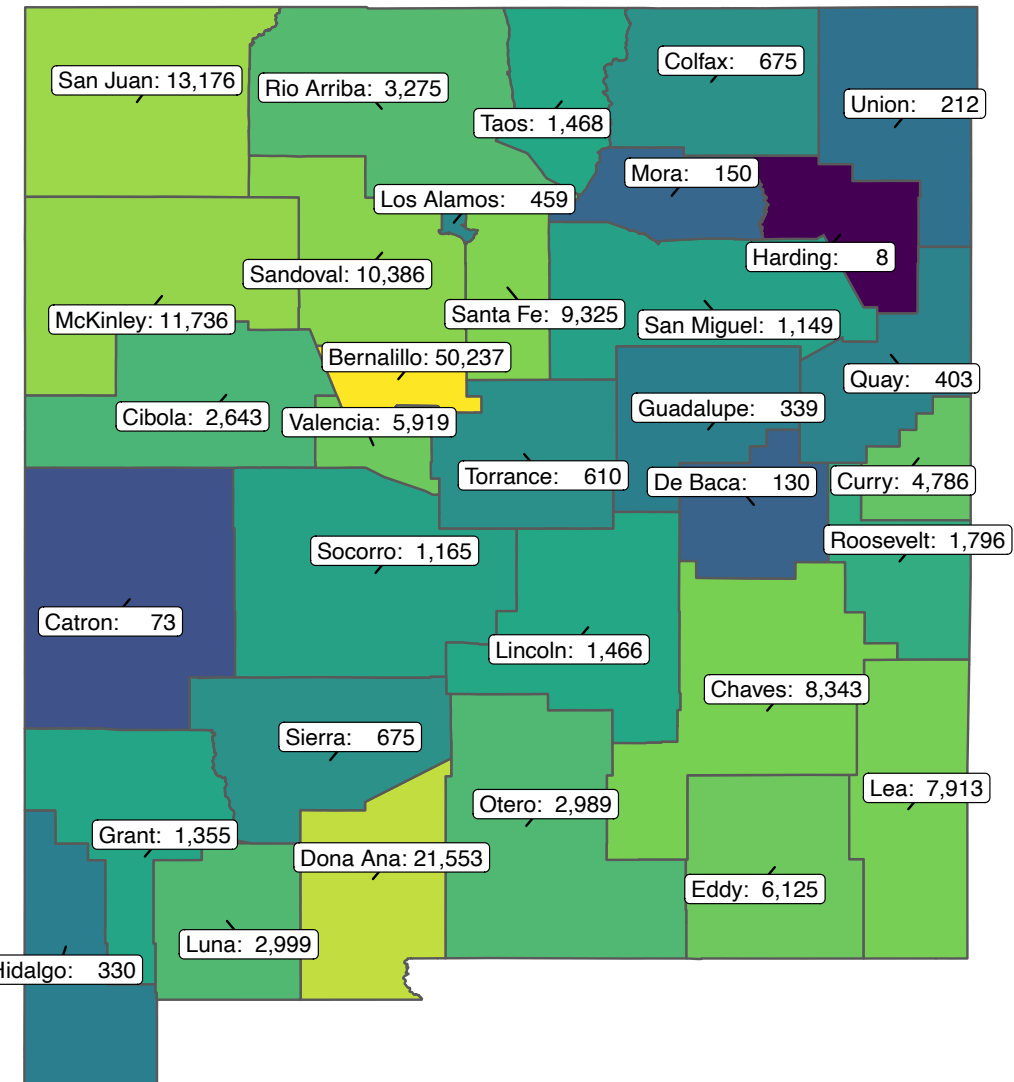 Colfax: 675
San Juan: 13,176
Rio Arriba: 3,275
Union: 212
Taos: 1,468
Mora: 150
Los Alamos: 459
Harding: 8
Sandoval: 10,386
Santa Fe: 9,325
McKinley: 11,736
San Miguel: 1,149
Bernalillo: 50,237
Quay: 403
Guadalupe: 339
Cibola: 2,643
Valencia: 5,919
Torrance: 610
De Baca: 130
Curry: 4,786
Roosevelt: 1,796
Socorro: 1,165
Catron: 73
Lincoln: 1,466
Chaves: 8,343
Sierra: 675
Lea: 7,913
Otero: 2,989
Grant: 1,355
Dona Ana: 21,553
Eddy: 6,125
Luna: 2,999
Hidalgo: 330